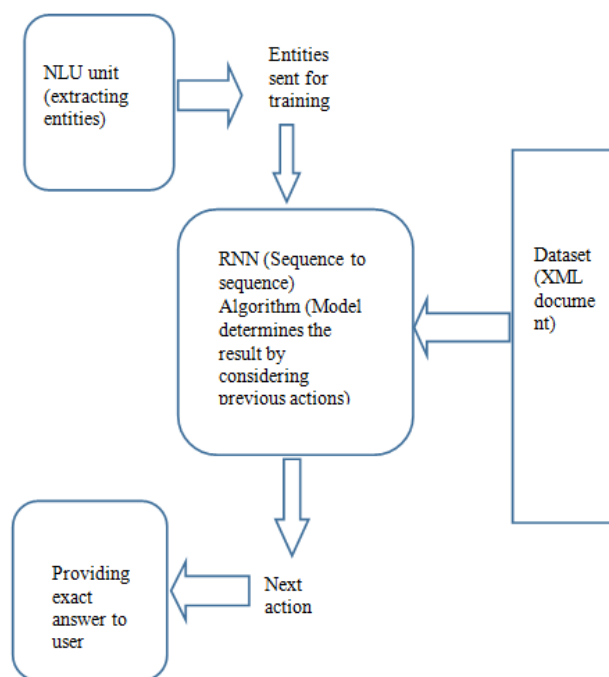 NLU unit
(extracting
entities)
Entities
sent for
training
RNN (Sequence to
sequence)
Algorithm (Model
determines the
result by
considering
previous actions)
Dataset
(XML
docume
nt)
Next
action
Providing
exact
answer to
user